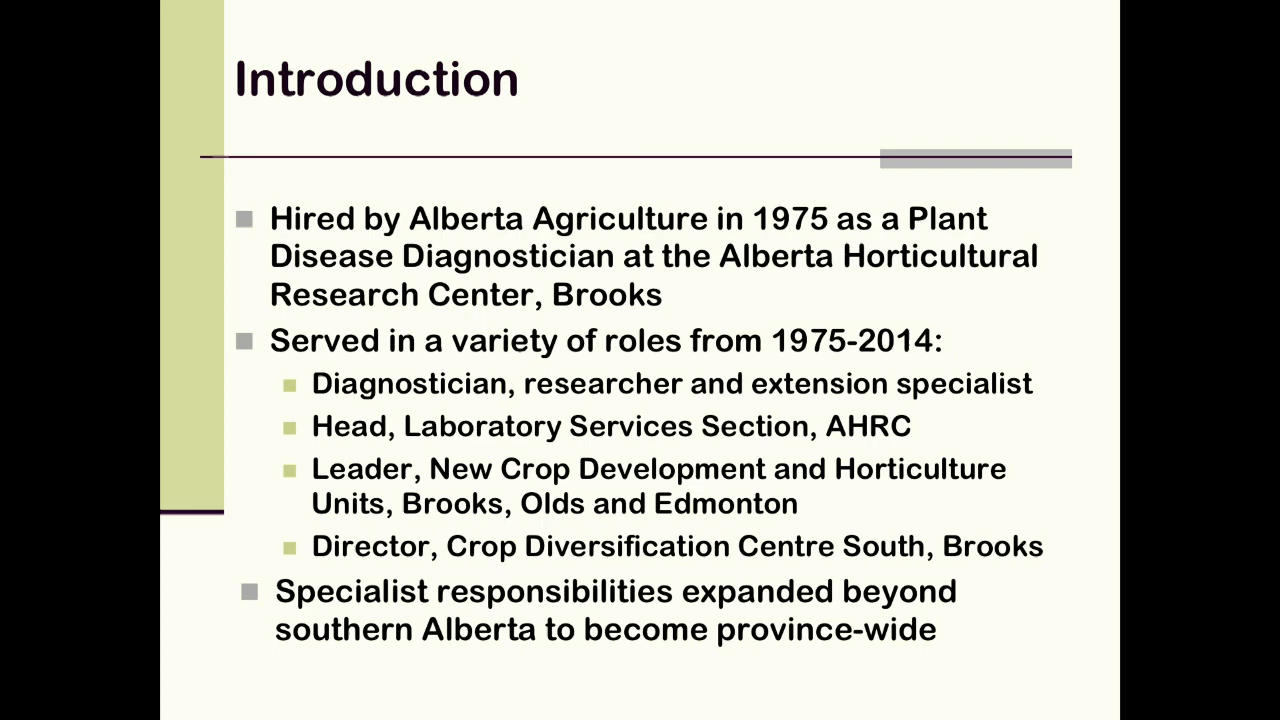 Introduction
Hired by Alberta Agriculture in 1975 as a Plant
Disease Diagnostician at the Alberta Horticultural
Research Center, Brooks
Served in a variety of roles from 1975-2014:
Diagnostician, researcher and extension specialist
Head, Laboratory Services Section, AHRC
Leader, New Crop Development and Horticulture
Units, Brooks, Olds and Edmonton
Director, Crop Diversification Centre South, Brooks
Specialist responsibilities expanded beyond
southern Alberta to become province-wide